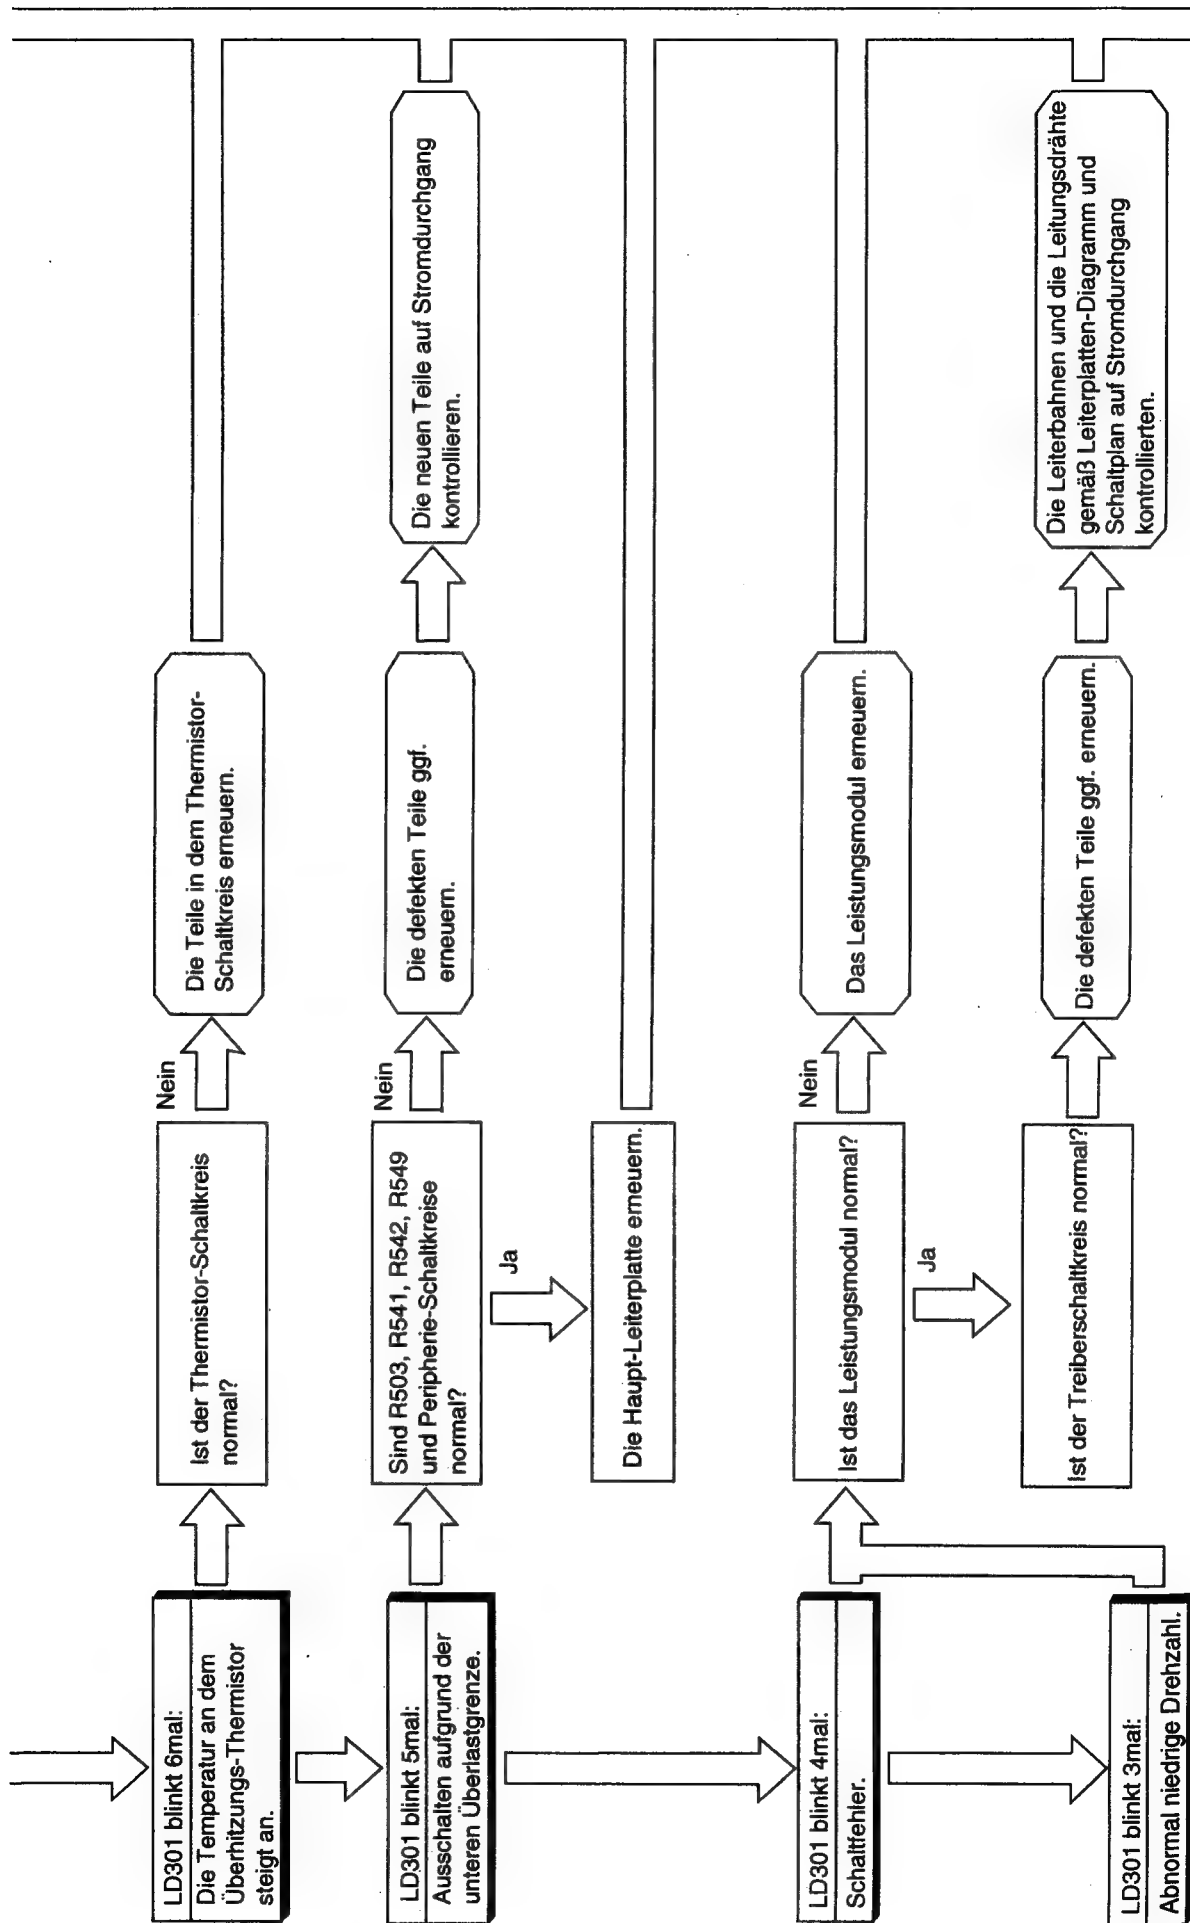 LD301 blinkt 6mal:
Die Temperatur an dem
Überhitzungs-Thermistor
steigt an.
Ist der Thermistor-Schaltkreis
normal?
Nein
Die Teile in dem Thermistor-
Schaltkreis erneuern.
LD301 blinkt 5mal:
Ausschalten aufgrund der
unteren Überlastgrenze.
Sind R503, R541, R542, R549
und Peripherie-Schaltkreise
normal?
Nein
Die defekten Teile ggf.
erneuern.
Die neuen Teile auf Stromdurchgang
kontrollieren.
Ja
Die Haupt-Leiterplatte erneuern.
LD301 blinkt 4mal:
Schaltfehler.
Ist das Leistungsmodul normal?
Nein
Das Leistungsmodul erneuern.
Ja
Ist der Treiberschaltkreis normal?
Die defekten Teile ggf. erneuern.
Die Leiterbahnen und die Leitungsdrähte
gemäß Leiterplatten-Diagramm und
Schaltplan auf Stromdurchgang
kontrollierten.
LD301 blinkt 3mal:
Abnormal niedrige Drehzahl.